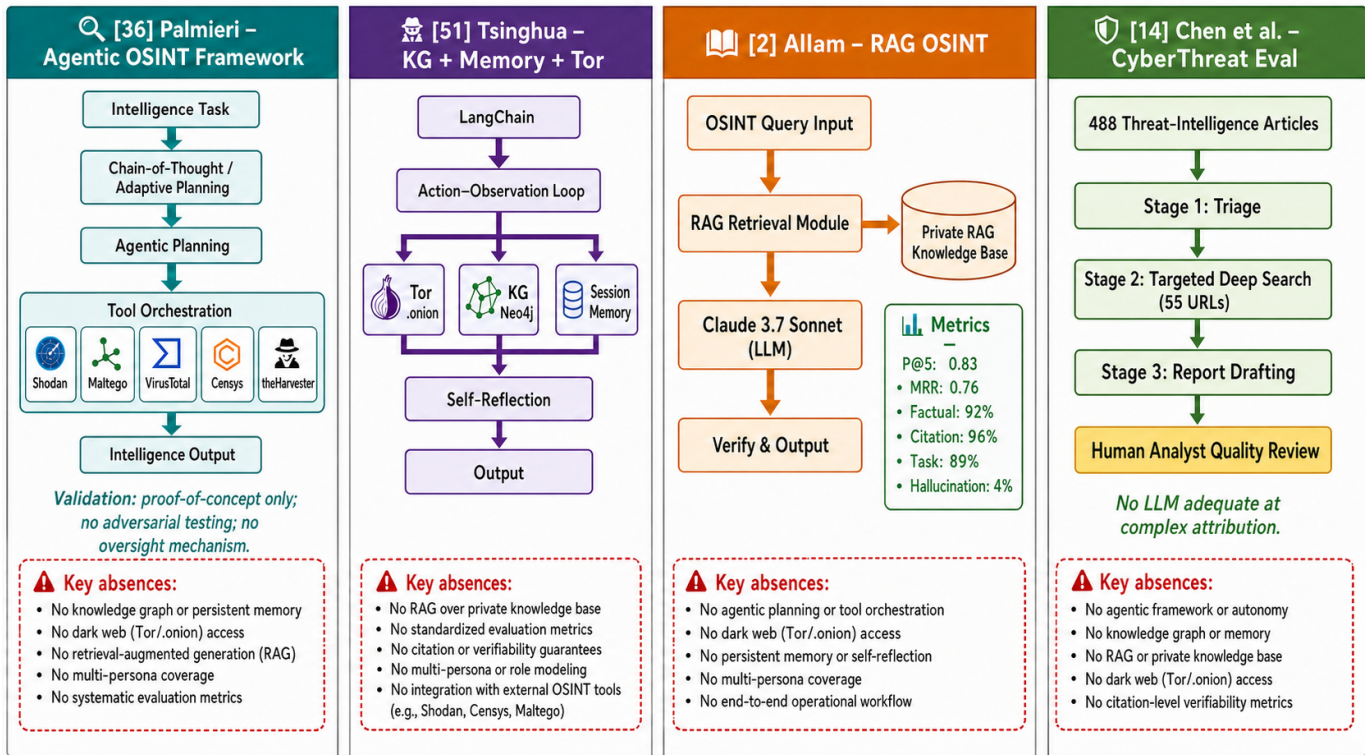 [36] Palmieri –
Agentic OSINT Framework
Intelligence Task
Chain-of-Thought /
Adaptive Planning
Agentic Planning
Tool Orchestration
Shodan
Maltego
VirusTotal
Censys
theHarvester
Intelligence Output
Validation: proof-of-concept only;
no adversarial testing; no
oversight mechanism.
Key absences:
• No knowledge graph or persistent memory
• No dark web (Tor/.onion) access
• No retrieval-augmented generation (RAG)
• No multi-persona coverage
• No systematic evaluation metrics
[51] Tsinghua –
KG + Memory + Tor
LangChain
Action–Observation Loop
Tor
.onion
KG
Neo4j
Session
Memory
Self-Reflection
Output
Key absences:
• No RAG over private knowledge base
• No standardized evaluation metrics
• No citation or verifiability guarantees
• No multi-persona or role modeling
• No integration with external OSINT tools
(e.g., Shodan, Censys, Maltego)
[2] Allam – RAG OSINT
OSINT Query Input
RAG Retrieval Module
Private RAG
Knowledge Base
Claude 3.7 Sonnet
(LLM)
Verify & Output
Metrics
–
P@5: 0.83
• MRR: 0.76
• Factual: 92%
• Citation: 96%
• Task: 89%
• Hallucination: 4%
Key absences:
• No agentic planning or tool orchestration
• No dark web (Tor/.onion) access
• No persistent memory or self-reflection
• No multi-persona coverage
• No end-to-end operational workflow
[14] Chen et al. –
CyberThreat Eval
488 Threat-Intelligence Articles
Stage 1: Triage
Stage 2: Targeted Deep Search
(55 URLs)
Stage 3: Report Drafting
Human Analyst Quality Review
No LLM adequate at
complex attribution.
Key absences:
• No agentic framework or autonomy
• No knowledge graph or memory
• No RAG or private knowledge base
• No dark web (Tor/.onion) access
• No citation-level verifiability metrics